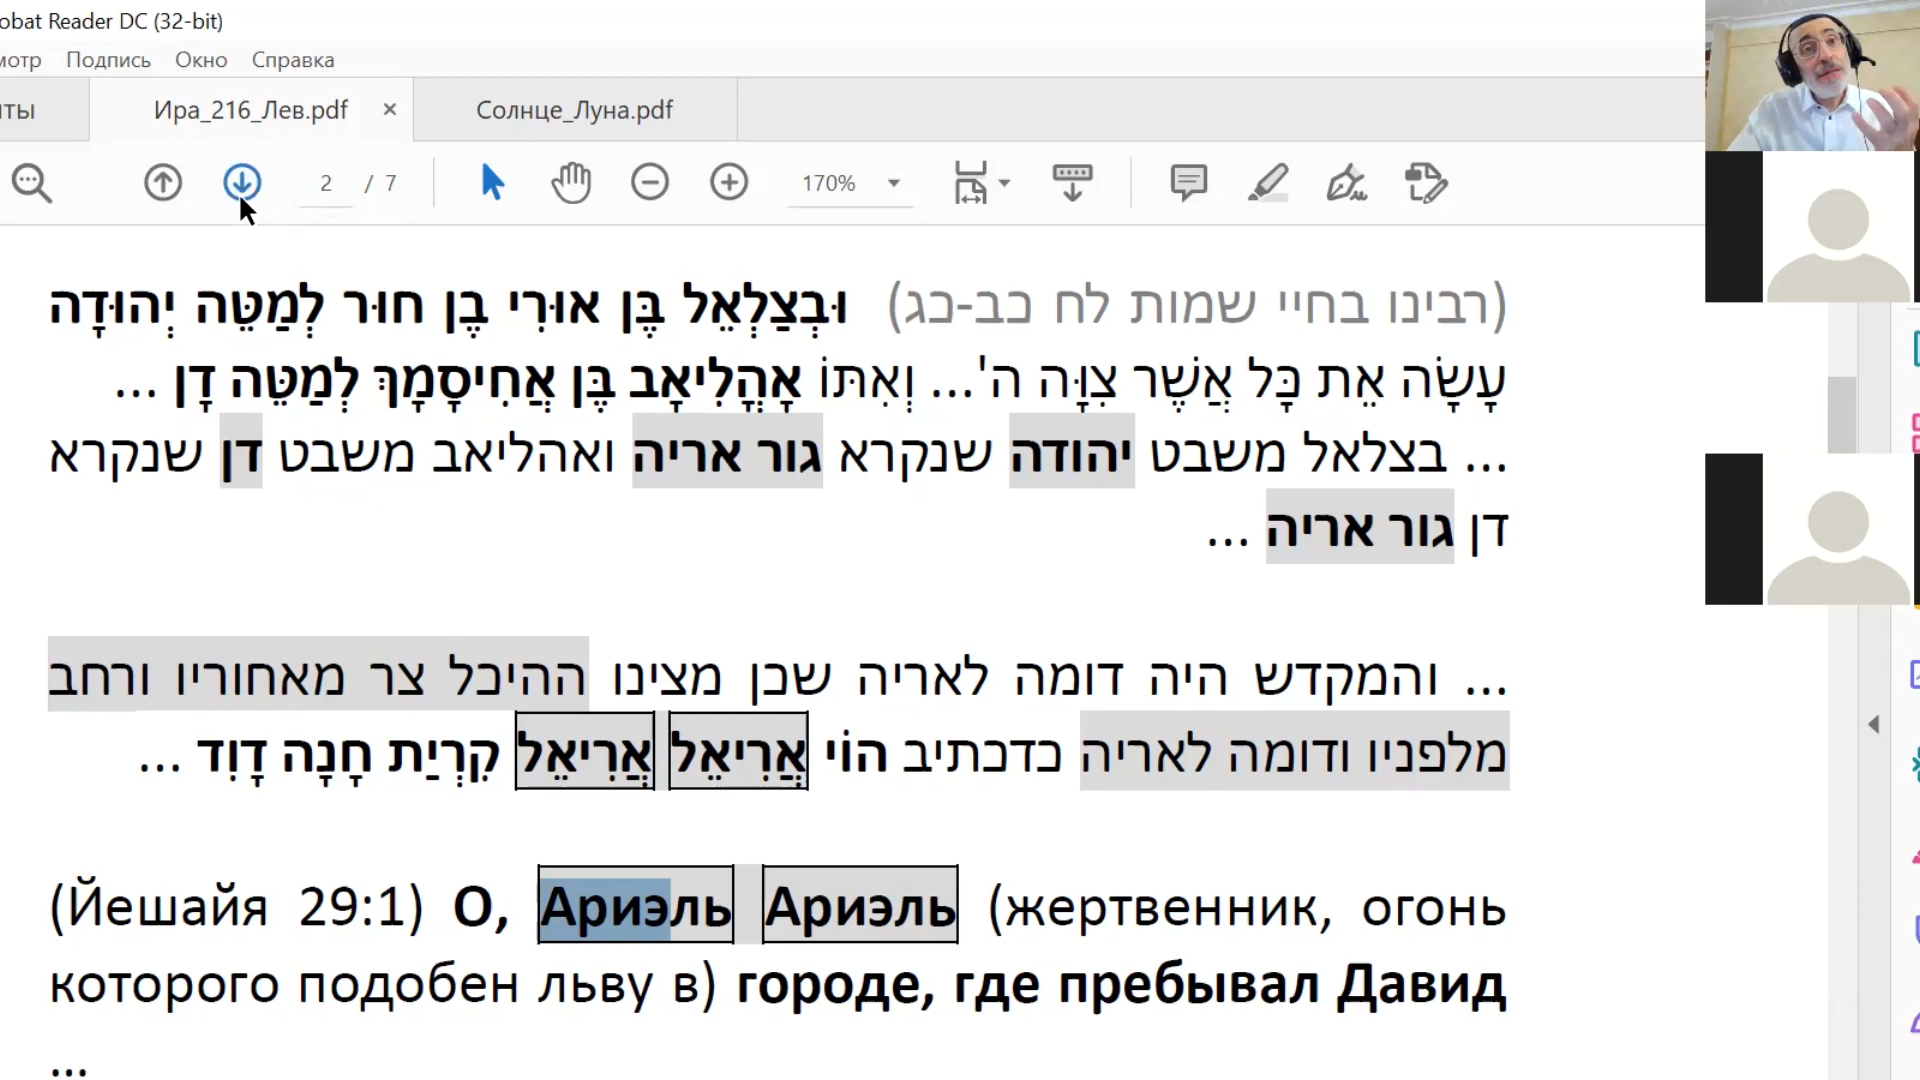 obat Reader DC (32-bit)
мотр Подпись Окно Справка
ты Ира_216_Лев.pdf × Солнце_Луна.pdf
2 / 7 170%
(רבינו בחיי שמות לח כב-כג) וּבְצַלְאֵל בֶּן אוּרִי בֶן חוּר לְמַטֵּה יְהוּדָה
עָשָׂה אֵת כָּל אֲשֶׁר צִוָּה ה'... וְאִתּוֹ אָהֳלִיאָב בֶּן אֲחִיסָמָךְ לְמַטֵּה דָן ...
... בצלאל משבט יהודה שנקרא גור אריה ואהליאב משבט דן שנקרא
דן גור אריה ...
... והמקדש היה דומה לאריה שכן מצינו ההיכל צר מאחוריו ורחב
מלפניו ודומה לאריה כדכתיב הוֹי אֲרִיאֵל אֲרִיאֵל קִרְיַת חָנָה דָוִד ...
(Йешайя 29:1) О, Ариэль Ариэль (жертвенник, огонь
которого подобен льву в) городе, где пребывал Давид
...